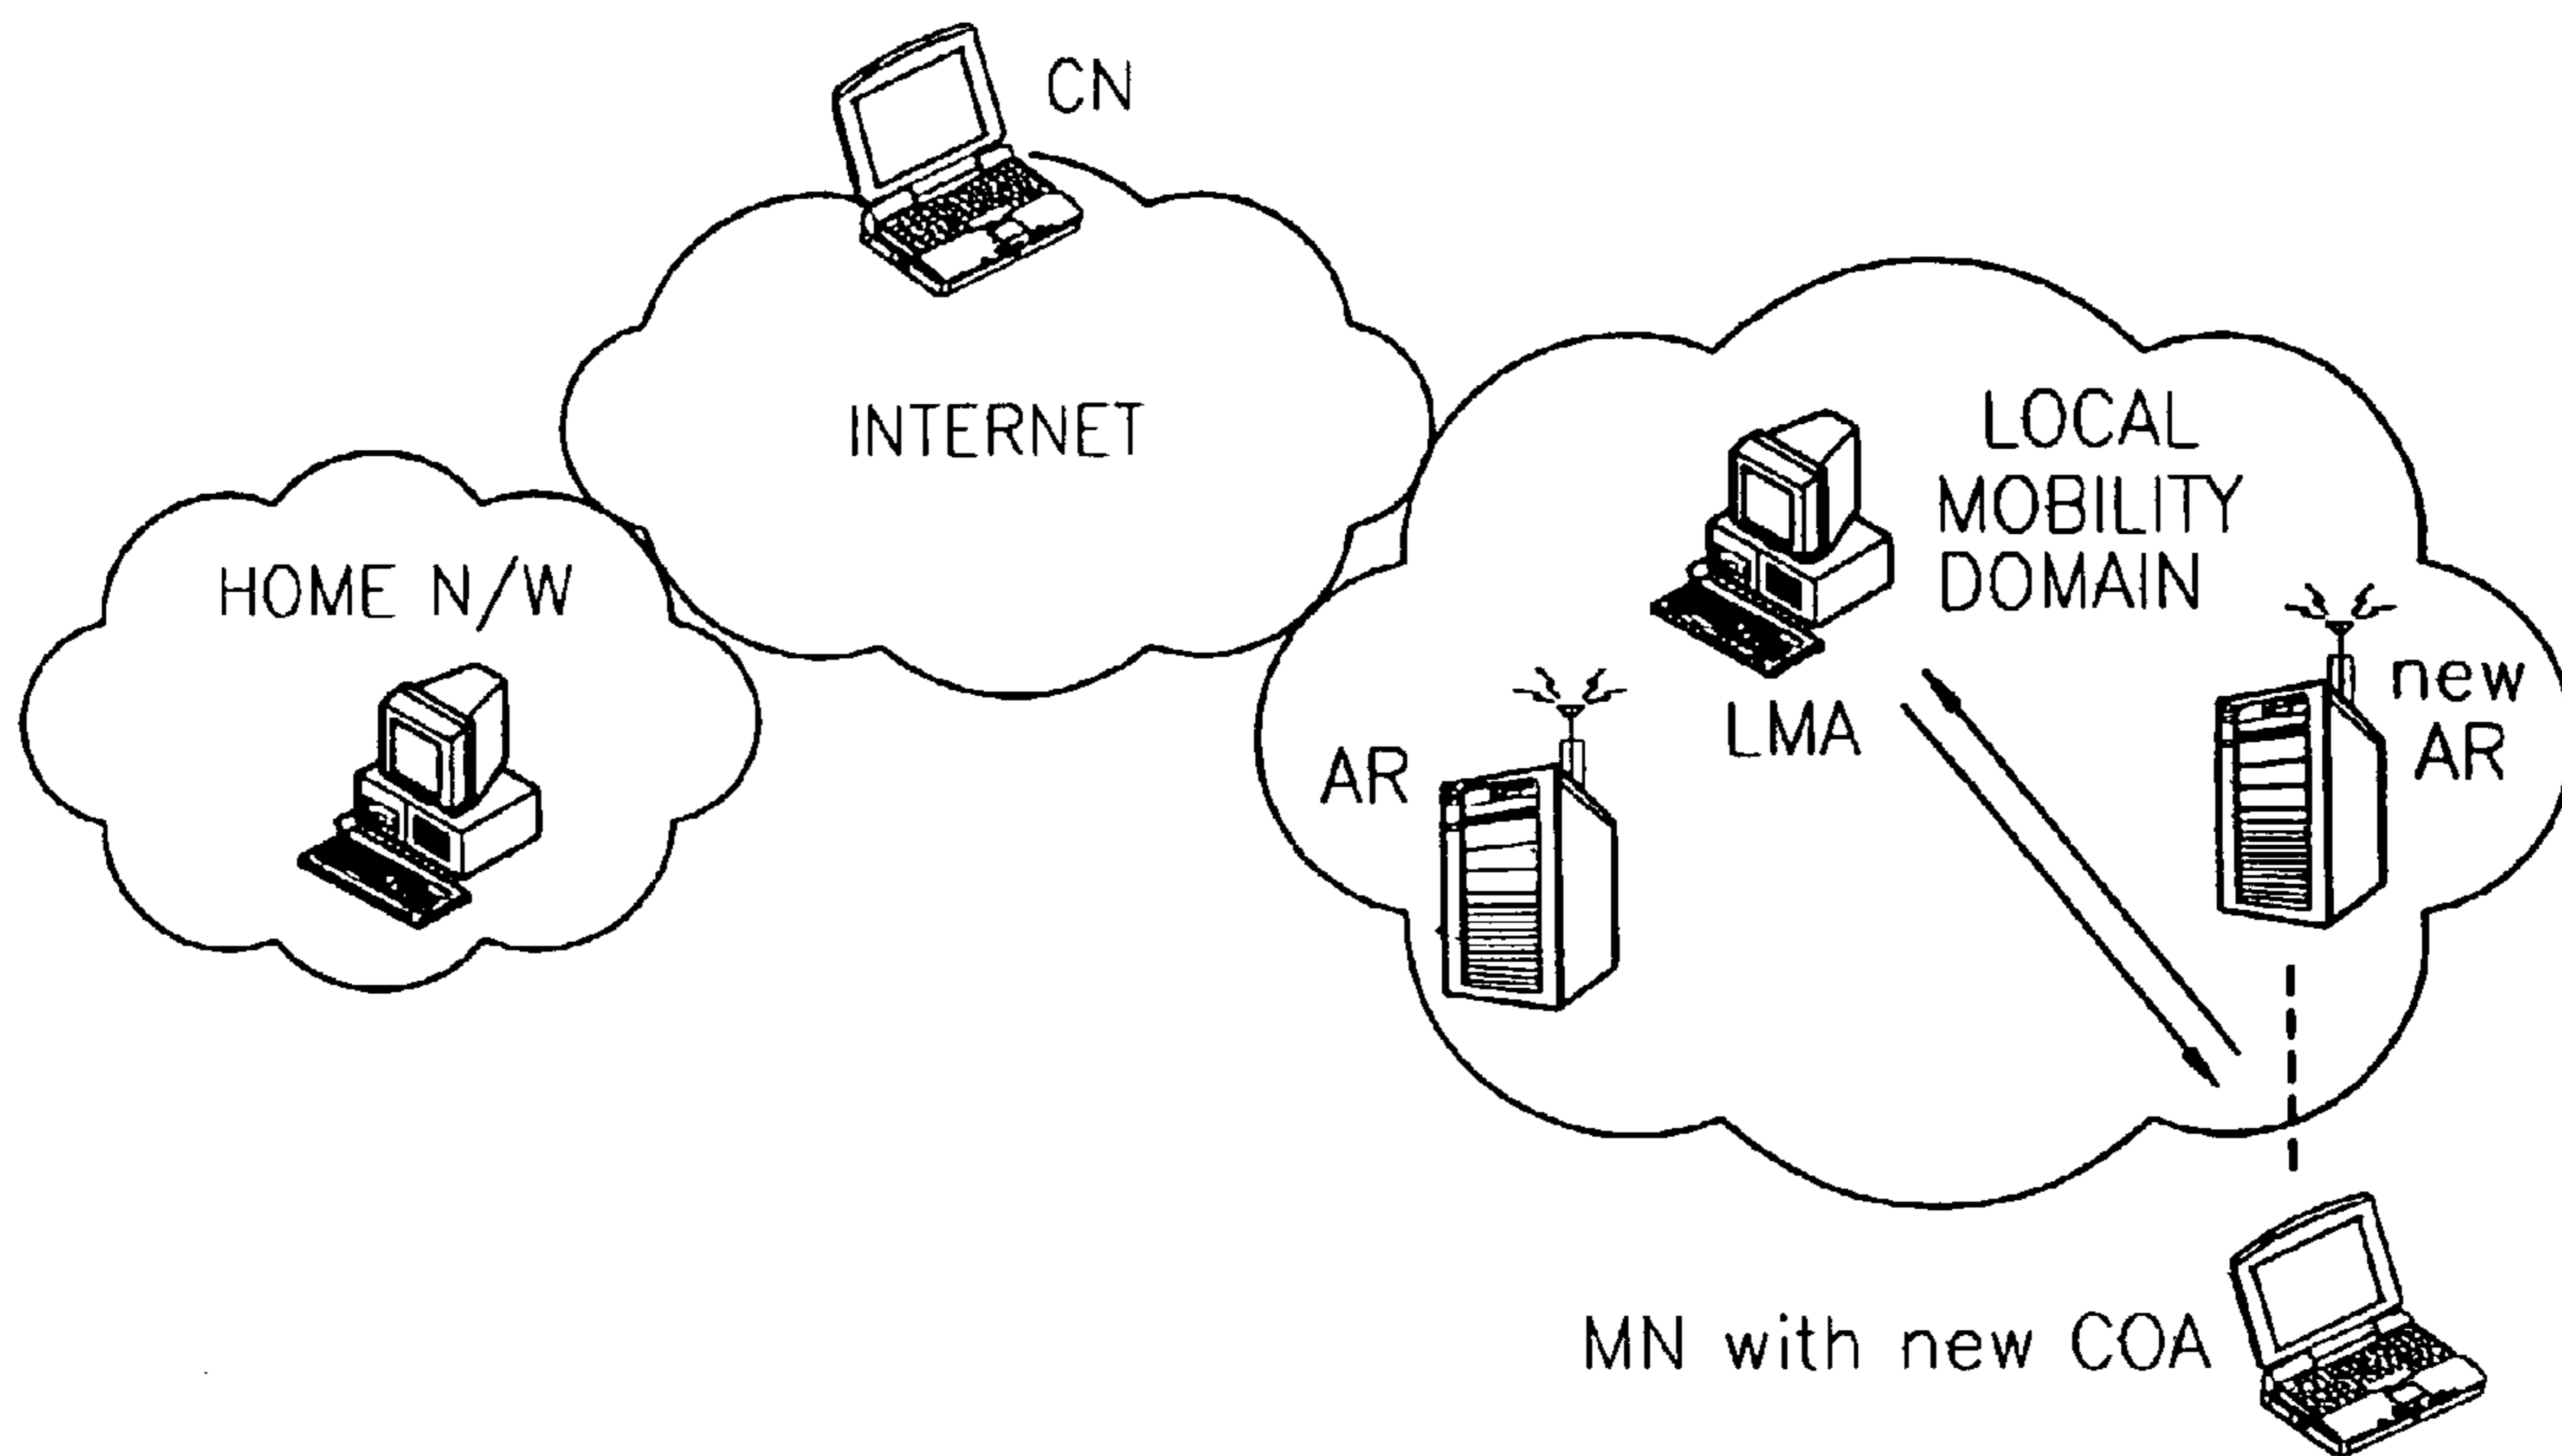 CN
INTERNET
LOCAL
MOBILITY
DOMAIN
HOME N/W
new
AR
LMA
AR
MN with new COA